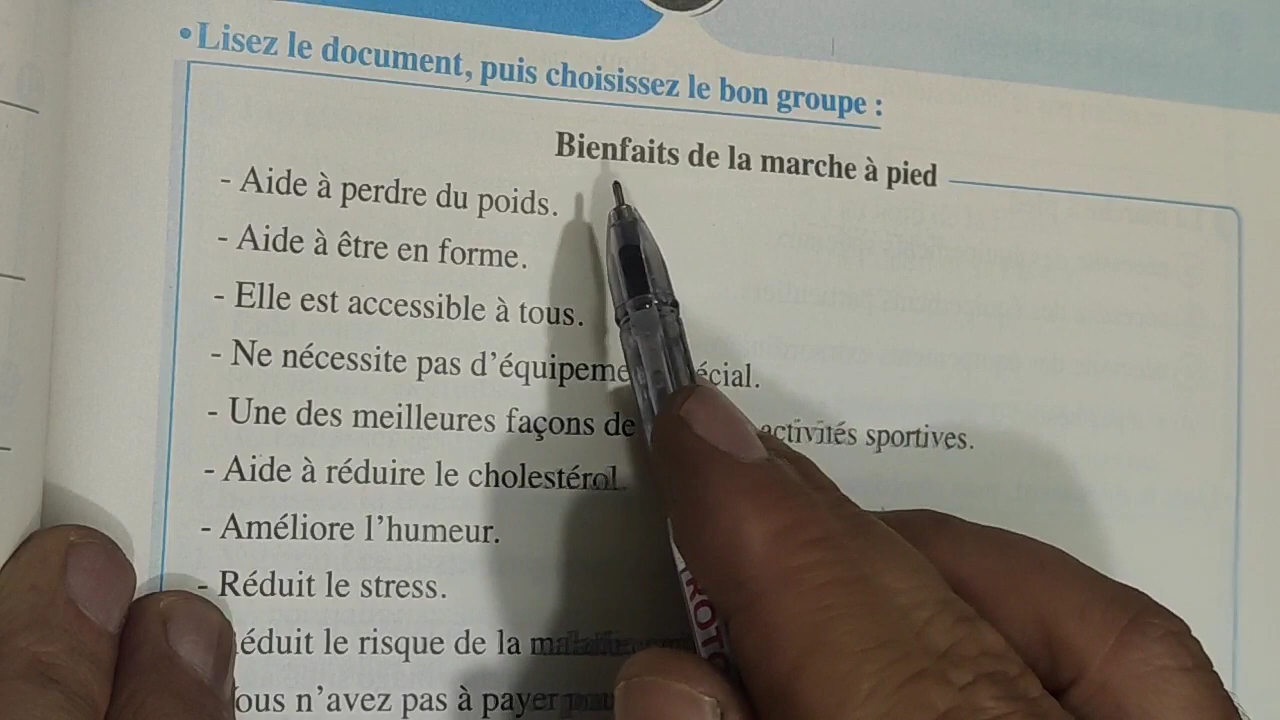 •Lisez le document, puis choisissez le bon groupe :
Bienfaits de la marche à pied
- Aide à perdre du poids.
- Aide à être en forme.
- Elle est accessible à tous.
- Ne nécessite pas d'équipeme écial.
- Une des meilleures façons de activités sportives.
- Aide à réduire le cholestérol
- Améliore l'humeur.
- Réduit le stress.
éduit le risque de la
ous n'avez pas à payer
ROTO